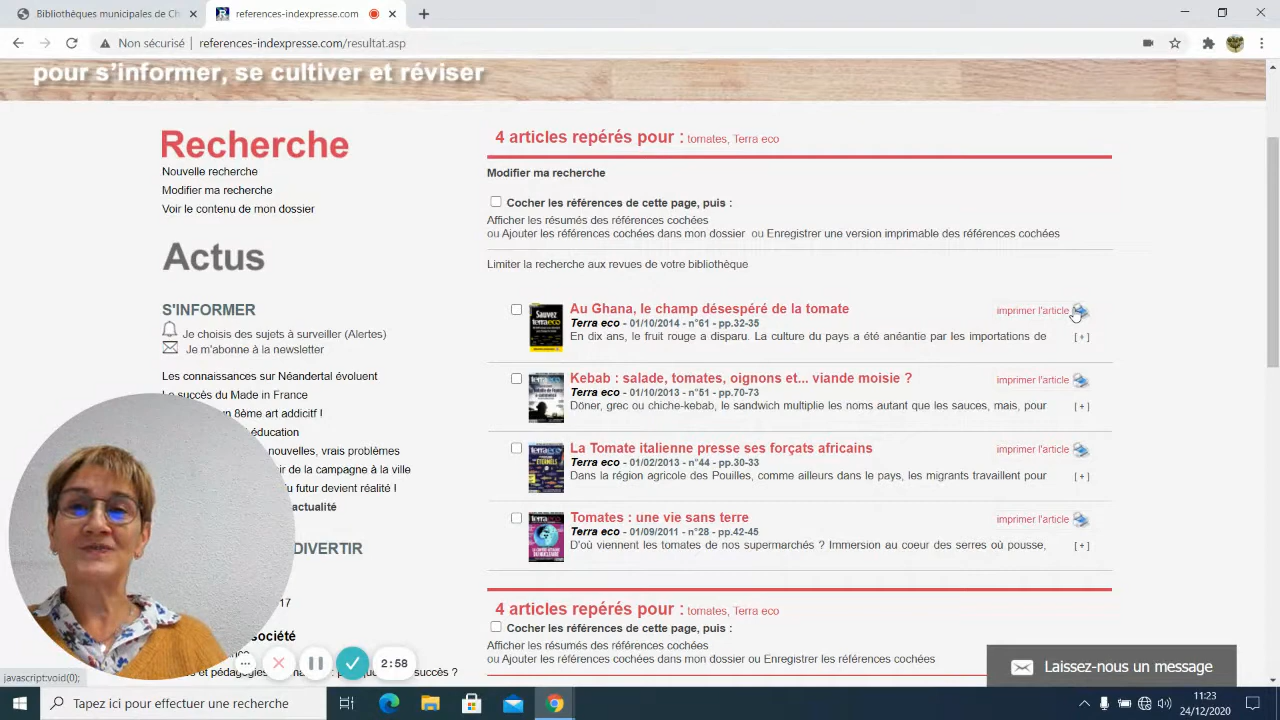 Bibliothèques municipales de Ch
references-indexpresse.com
Non sécurisé
references-indexpresse.com/resultat.asp
pour s'informer, se cultiver et réviser
Recherche
Nouvelle recherche
Modifier ma recherche
Voir le contenu de mon dossier
Actus
S'INFORMER
Je choisis des sujets à surveiller (Alertes)
Je m'abonne à la newsletter
Les connaissances sur Néandertal évoluent
succès du Made in France
un 8ème art addictif !
éducation
nouvelles, vrais problèmes
de la campagne à la ville
u futur devient réalité !
actualité
DIVERTIR
17
société
4 articles repérés pour : tomates, Terra eco
Modifier ma recherche
Cocher les références de cette page, puis :
Afficher les résumés des références cochées
ou Ajouter les références cochées dans mon dossier ou Enregistrer une version imprimable des références cochées
Limiter la recherche aux revues de votre bibliothèque
Au Ghana, le champ désespéré de la tomate
imprimer l'article
Terra eco - 01/10/2014 - n°61 - pp.32-35
En dix ans, le fruit rouge a disparu. La culture du pays a été anéantie par les importations de [+]
Kebab : salade, tomates, oignons et... viande moisie ?
imprimer l'article
Terra eco - 01/10/2013 - n°51 - pp.70-73
Döner, grec ou chiche-kebab, le sandwich multiplie les noms autant que les sauces, mais, pour [+]
La Tomate italienne presse ses forçats africains
imprimer l'article
Terra eco - 01/02/2013 - n°44 - pp.30-33
Dans la région agricole des Pouilles, comme ailleurs dans le pays, les migrants travaillent pour [+]
Tomates : une vie sans terre
imprimer l'article
Terra eco - 01/09/2011 - n°28 - pp.42-45
D'où viennent les tomates de nos supermarchés ? Immersion au coeur des serres où pousse, [+]
4 articles repérés pour : tomates, Terra eco
Cocher les références de cette page, puis :
Afficher les résumés des références cochées
ou Ajouter les références cochées dans mon dossier ou Enregistrer les références cochées
Laissez-nous un message
2:58
javascript:void(0);
Tapez ici pour effectuer une recherche
11:23
24/12/2020